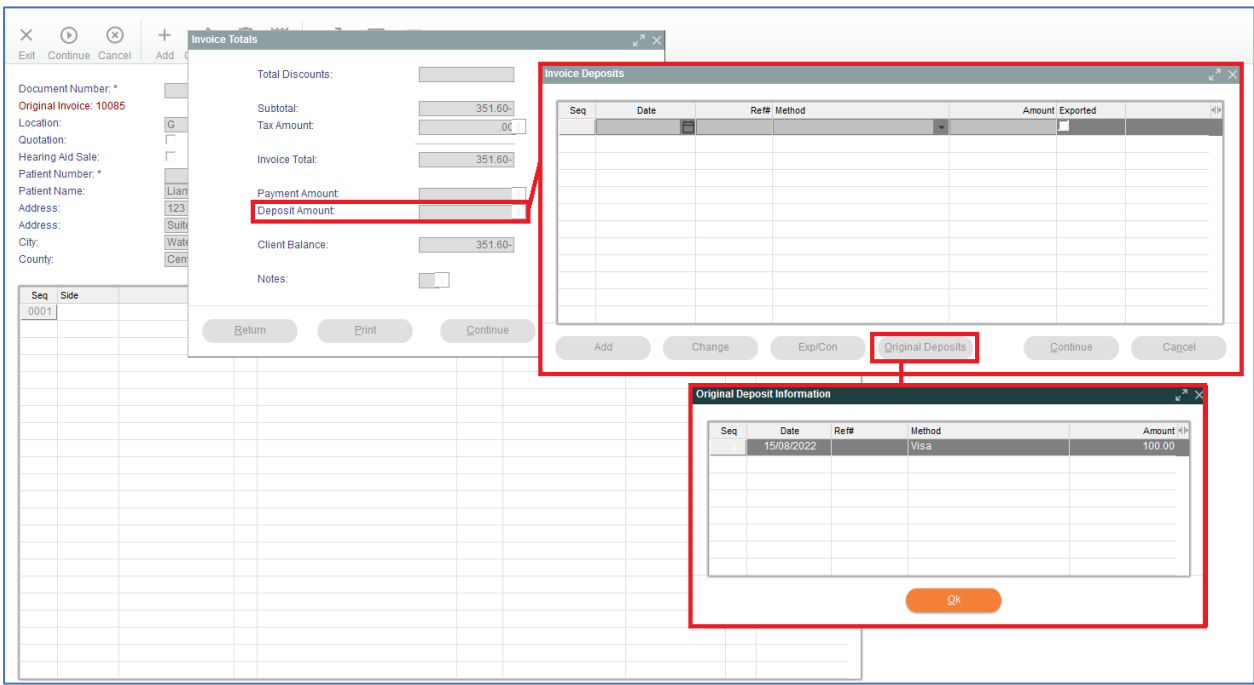 Exit Continue Cancel Add
Document Number: *
Original Invoice: 10085
Location: G
Quotation:
Hearing Aid Sale:
Patient Number: *
Patient Name:
Address: 123
Address:
City:
County:
Seq Side
0001
Invoice Totals
Total Discounts:
Subtotal: 351.60-
Tax Amount: .00
Invoice Total: 351.60-
Payment Amount:
Deposit Amount:
Client Balance: 351.60-
Notes:
Return Print Continue
Invoice Deposits
Seq Date Ref# Method Amount Exported
Add Change Exp/Con Original Deposits Continue Cancel
Original Deposit Information
Seq Date Ref# Method Amount
15/08/2022 Visa 100.00
Ok